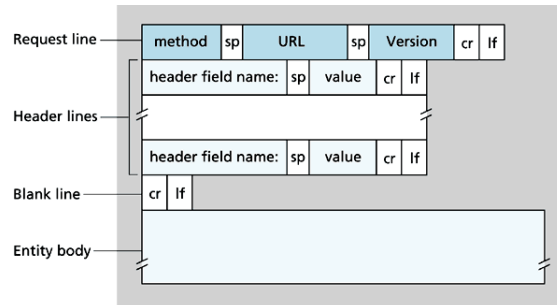 Request line method sp URL sp Version cr lf
header field name: sp value cr lf
Header lines
header field name: sp value cr lf
Blank line cr lf
Entity body